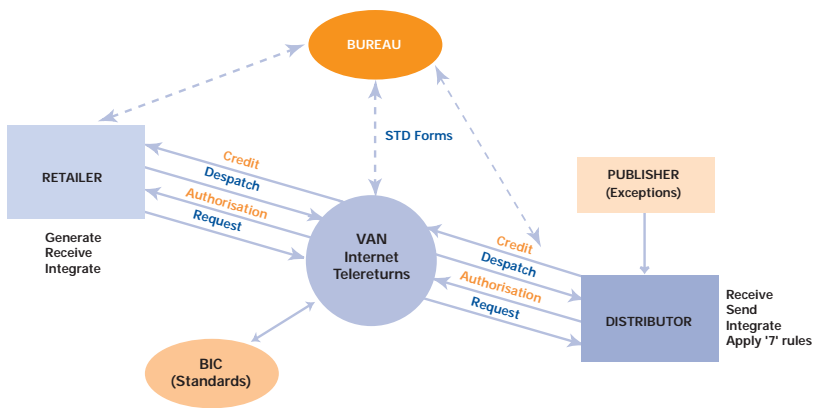 BUREAU
STD Forms
RETAILER
Credit
Despatch
Authorisation
Request
Generate
Receive
Integrate
VAN
Internet
Telereturns
PUBLISHER
(Exceptions)
Credit
Despatch
Authorisation
Request
DISTRIBUTOR
Receive
Send
Integrate
Apply '7' rules
BIC
(Standards)